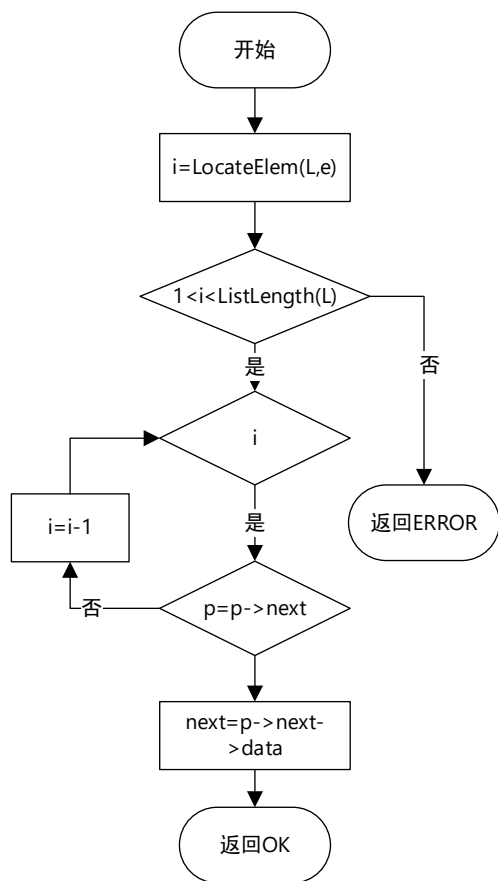 开始
i=LocateElem(L,e)
1<i<ListLength(L)
是
否
i
i=i-1
返回ERROR
是
否
p=p->next
next=p->next-
>data
返回OK